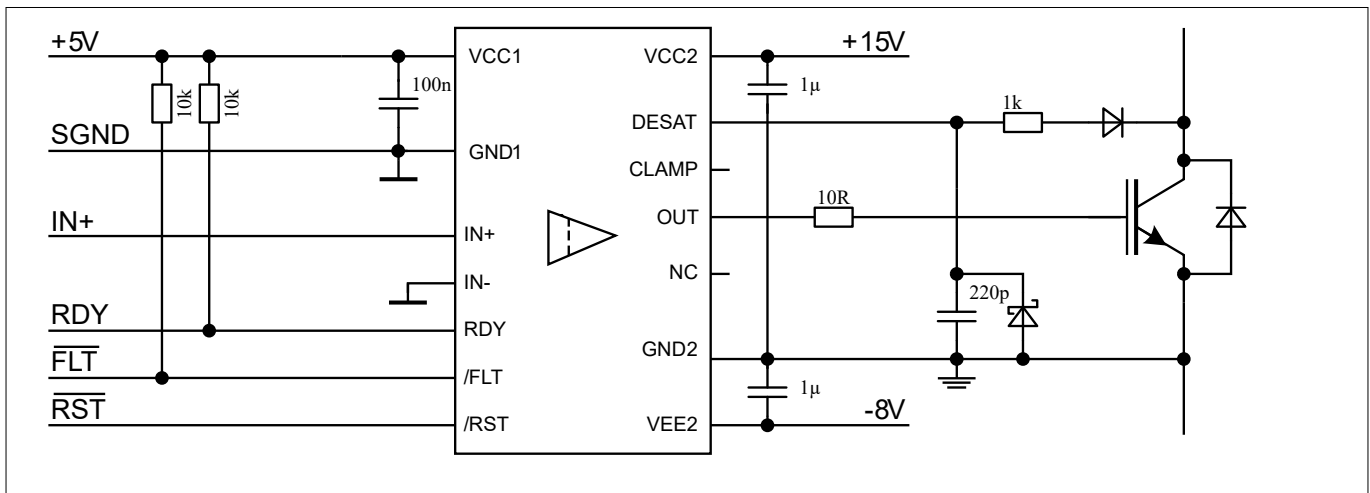 +5V
10k
10k
100n
SGND
IN+
RDY
FLT
RST
VCC1
GND1
IN+
IN-
RDY
/FLT
/RST
VCC2
DESAT
CLAMP
OUT
NC
GND2
VEE2
+15V
1µ
1k
10R
220p
1µ
-8V